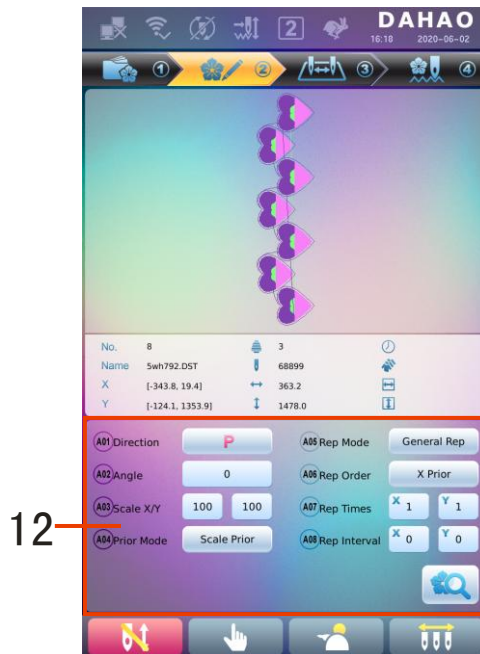 2
DAHAO
16:18 2020-06-02
1 2 3 4
No. 8 3
Name 5wh792.DST 68899
X [-343.8, 19.4] 363.2
Y [-124.1, 1353.9] 1478.0
A01 Direction P A05 Rep Mode General Rep
A02 Angle 0 A06 Rep Order X Prior
A03 Scale X/Y 100 100 A07 Rep Times X 1 Y 1
A04 Prior Mode Scale Prior A08 Rep Interval X 0 Y 0
12